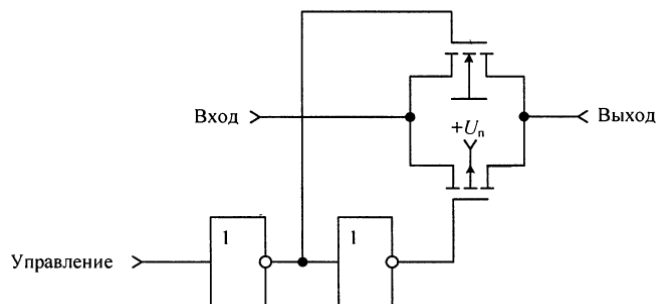 Вход
Выход
+Uп
1
1
Управление